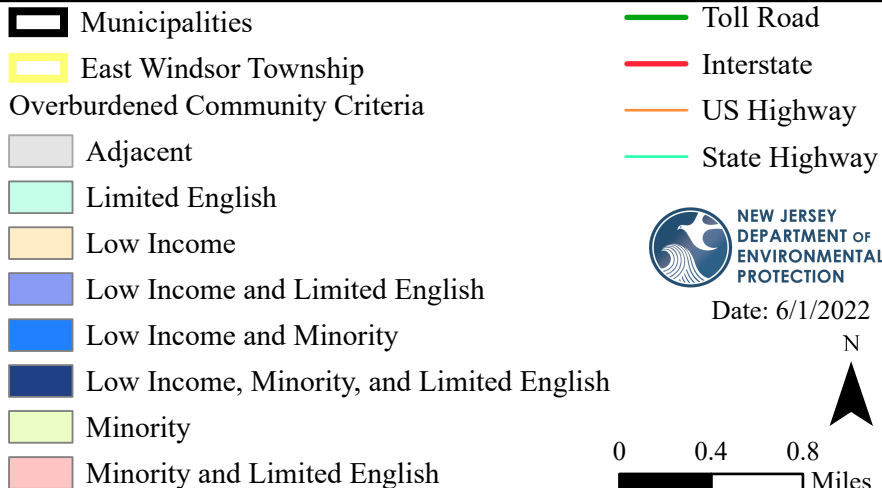 Municipalities
East Windsor Township
Overburdened Community Criteria
Adjacent
Limited English
Low Income
Low Income and Limited English
Low Income and Minority
Low Income, Minority, and Limited English
Minority
Minority and Limited English
Toll Road
Interstate
US Highway
State Highway
NEW JERSEY
DEPARTMENT OF
ENVIRONMENTAL
PROTECTION
Date: 6/1/2022
N
0 0.4 0.8
Miles